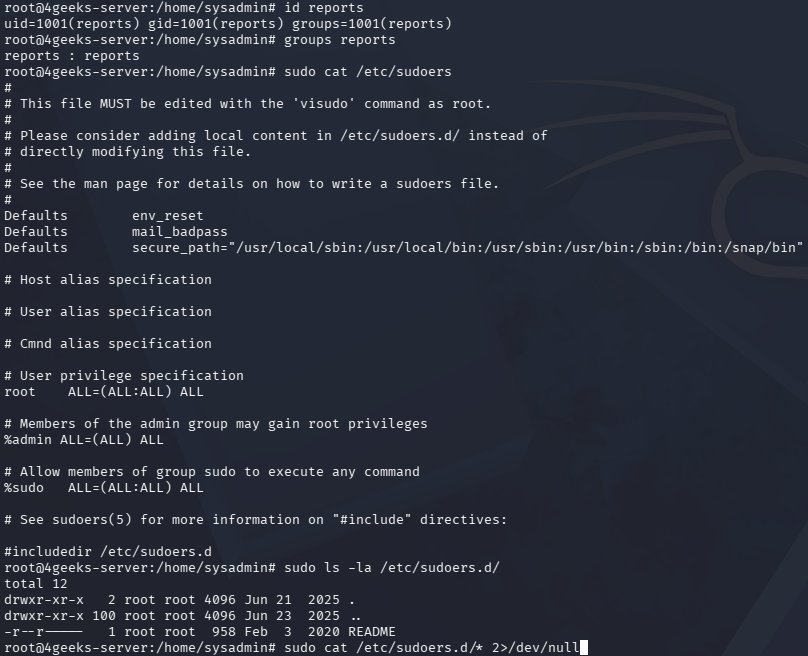 root@4geeks-server:/home/sysadmin# id reports
uid=1001(reports) gid=1001(reports) groups=1001(reports)
root@4geeks-server:/home/sysadmin# groups reports
reports : reports
root@4geeks-server:/home/sysadmin# sudo cat /etc/sudoers
#
# This file MUST be edited with the 'visudo' command as root.
#
# Please consider adding local content in /etc/sudoers.d/ instead of
# directly modifying this file.
#
# See the man page for details on how to write a sudoers file.
#
Defaults        env_reset
Defaults        mail_badpass
Defaults        secure_path="/usr/local/sbin:/usr/local/bin:/usr/sbin:/usr/bin:/sbin:/bin:/snap/bin"

# Host alias specification

# User alias specification

# Cmnd alias specification

# User privilege specification
root    ALL=(ALL:ALL) ALL

# Members of the admin group may gain root privileges
%admin ALL=(ALL) ALL

# Allow members of group sudo to execute any command
%sudo   ALL=(ALL:ALL) ALL

# See sudoers(5) for more information on "#include" directives:

#includedir /etc/sudoers.d
root@4geeks-server:/home/sysadmin# sudo ls -la /etc/sudoers.d/
total 12
drwxr-xr-x   2 root root 4096 Jun 21  2025 .
drwxr-xr-x 100 root root 4096 Jun 23  2025 ..
-r--r-----   1 root root  958 Feb  3  2020 README
root@4geeks-server:/home/sysadmin# sudo cat /etc/sudoers.d/* 2>/dev/null